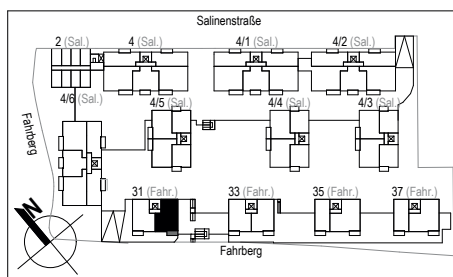 Salinenstraße
2 (Sal.) 4 (Sal.) 4/1 (Sal.) 4/2 (Sal.)
4/6 (Sal.) 4/5 (Sal.) 4/4 (Sal.) 4/3 (Sal.)
Fahrberg
31 (Fahr.) 33 (Fahr.) 35 (Fahr.) 37 (Fahr.)
N
Fahrberg